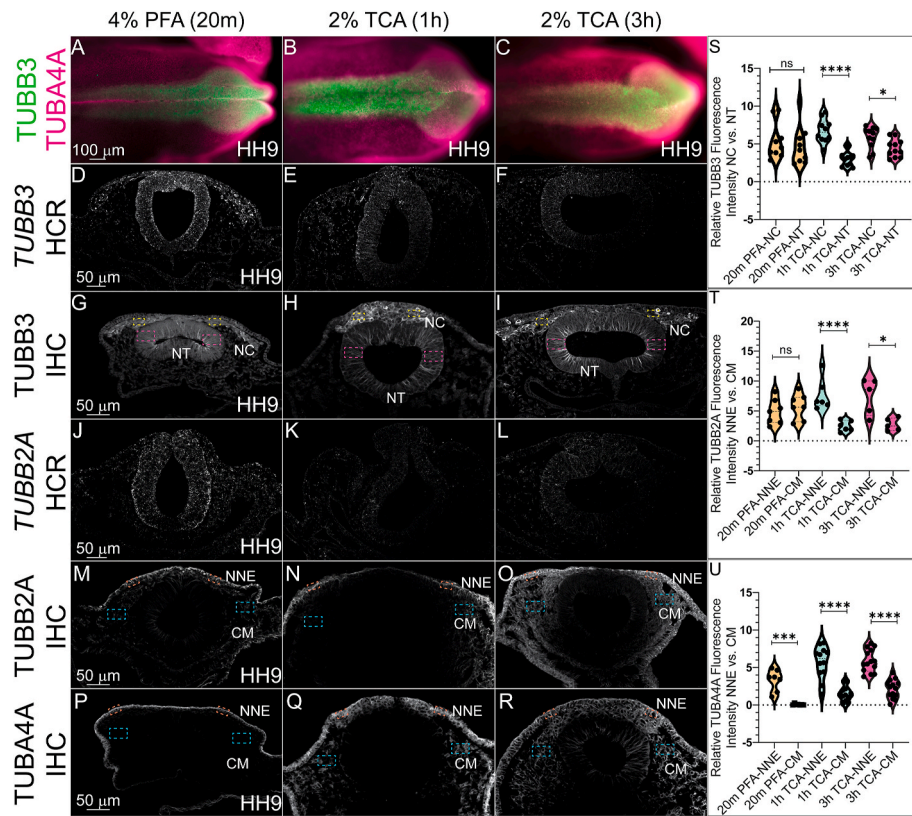 4% PFA (20m)
2% TCA (1h)
2% TCA (3h)
TUBB3
TUBA4A
A
100 μm
HH9
B
HH9
C
HH9
TUBB3
HCR
D
50 μm
HH9
E
F
TUBB3
IHC
G
NT
NC
50 μm
HH9
H
NC
NT
I
NC
NT
TUBB2A
HCR
J
50 μm
HH9
K
L
TUBB2A
IHC
M
NNE
CM
50 μm
HH9
N
NNE
CM
O
NNE
CM
TUBA4A
IHC
P
NNE
CM
50 μm
HH9
Q
NNE
CM
R
NNE
CM
S
Relative TUBB3 Fluorescence
Intensity NC vs. NT
15
10
5
0
-5
ns
****
*
20m PFA-NC
20m PFA-NT
1h TCA-NC
1h TCA-NT
3h TCA-NC
3h TCA-NT
T
Relative TUBB2A Fluorescence
Intensity NNE vs. CM
20
15
10
5
0
-5
ns
****
*
20m PFA-NNE
20m PFA-CM
1h TCA-NNE
1h TCA-CM
3h TCA-NNE
3h TCA-CM
U
Relative TUBA4A Fluorescence
Intensity NNE vs. CM
15
10
5
0
-5
***
****
****
20m PFA-NNE
20m PFA-CM
1h TCA-NNE
1h TCA-CM
3h TCA-NNE
3h TCA-CM